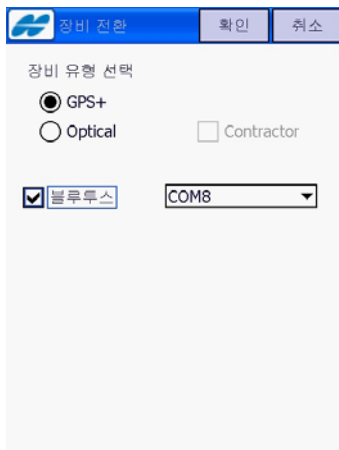 장비 전환 확인 취소
장비 유형 선택
GPS+
Optical Contractor
블루투스 COM8